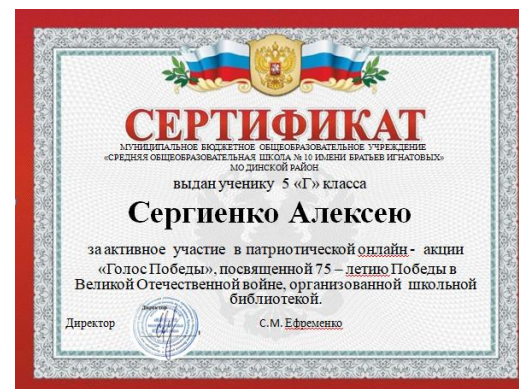 СЕРТИФИКАТ
МУНИЦИПАЛЬНОЕ БЮДЖЕТНОЕ ОБЩЕОБРАЗОВАТЕЛЬНОЕ УЧРЕЖДЕНИЕ
«СРЕДНЯЯ ОБЩЕОБРАЗОВАТЕЛЬНАЯ ШКОЛА № 10 ИМЕНИ БРАТЬЕВ ИГНАТОВЫХ»
МО ДИНСКОЙ РАЙОН
выдан ученику 5 «Г» класса
Сергиенко Алексею
за активное участие в патриотической онлайн - акции
«Голос Победы», посвященной 75 – летию Победы в
Великой Отечественной войне, организованной школьной
библиотекой.
Директор
Директор С.М. Ефременко